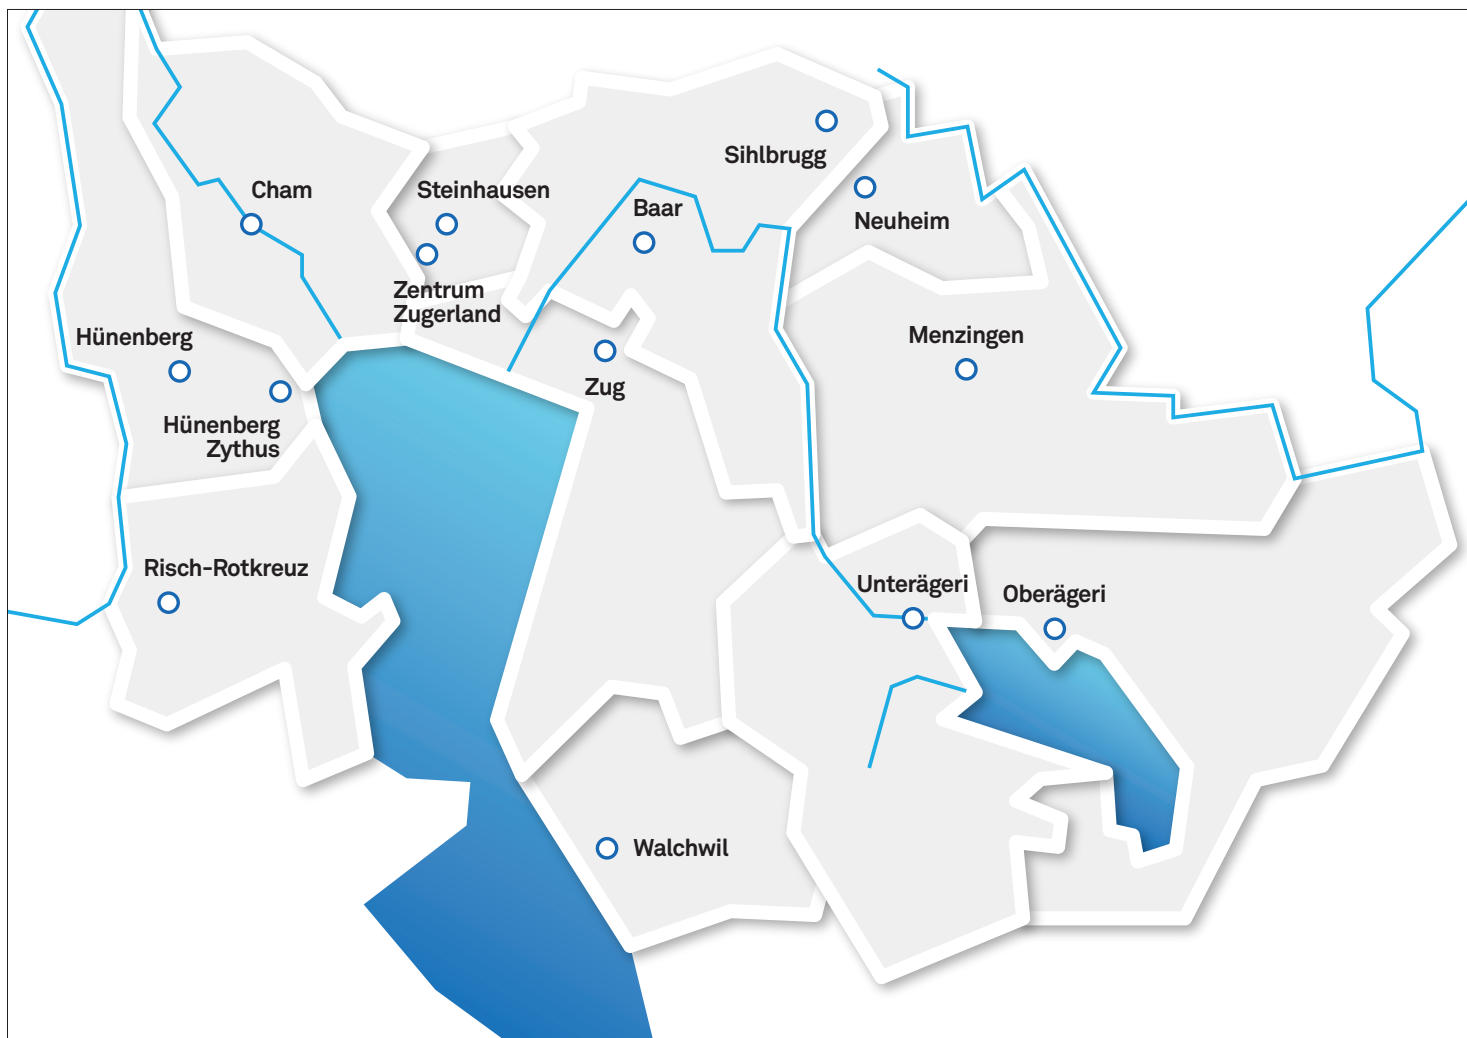 Sihlbrugg
Cham
Steinhausen
Baar
Neuheim
Zentrum
Zugerland
Hünenberg
Menzingen
Zug
Hünenberg
Zythus
Risch-Rotkreuz
Unterägeri
Oberägeri
Walchwil